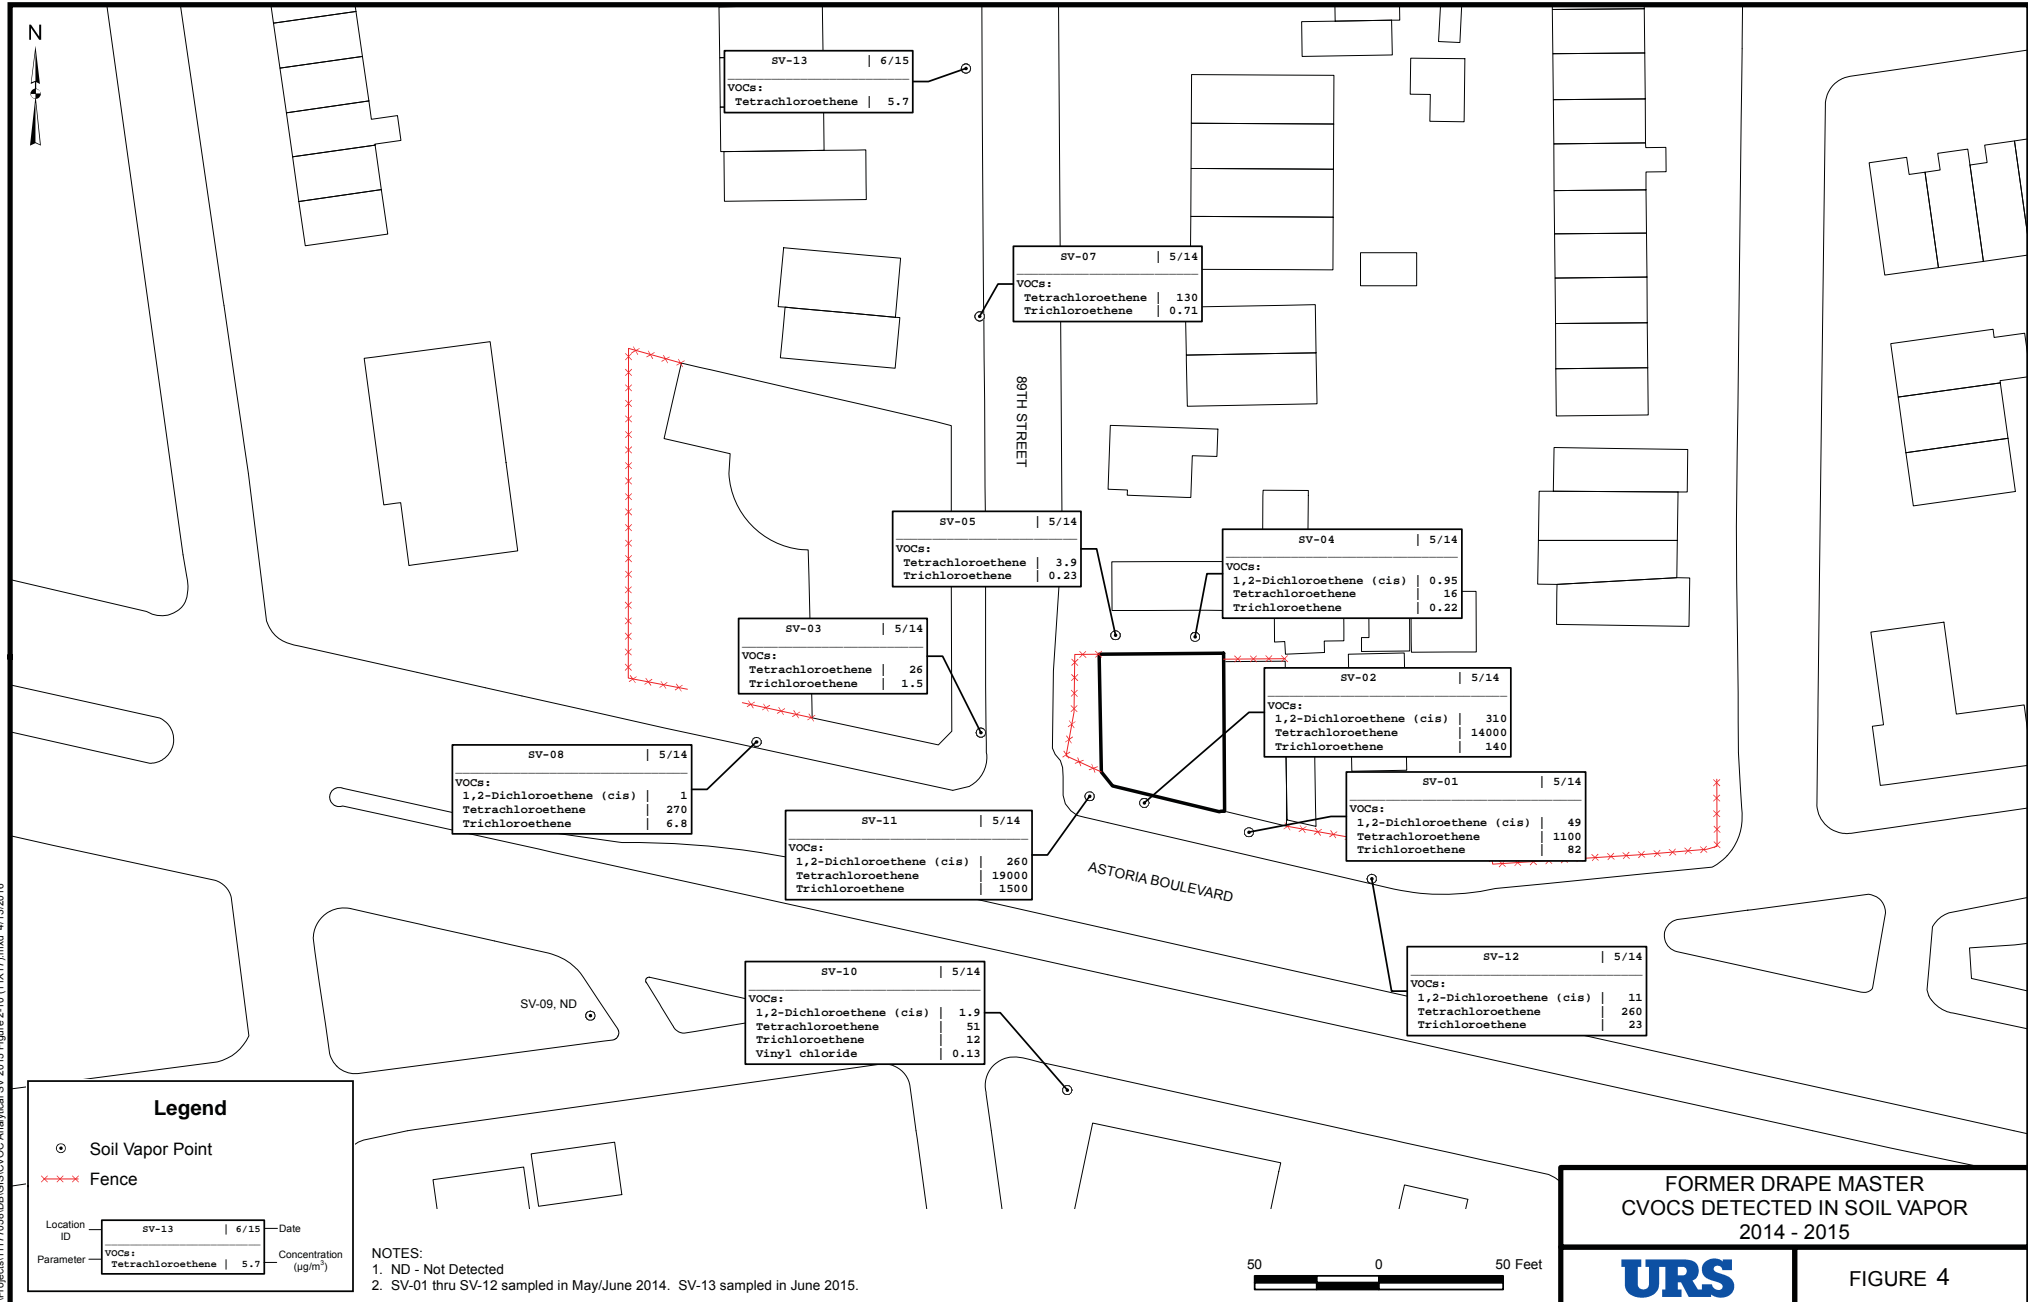 N
SV-13 | 6/15
VOCs:
Tetrachloroethene | 5.7
SV-07 | 5/14
VOCs:
Tetrachloroethene | 130
Trichloroethene | 0.71
89TH STREET
SV-05 | 5/14
VOCs:
Tetrachloroethene | 3.9
Trichloroethene | 0.23
SV-04 | 5/14
VOCs:
1,2-Dichloroethene (cis) | 0.95
Tetrachloroethene | 16
Trichloroethene | 0.22
SV-03 | 5/14
VOCs:
Tetrachloroethene | 26
Trichloroethene | 1.5
SV-02 | 5/14
VOCs:
1,2-Dichloroethene (cis) | 310
Tetrachloroethene | 14000
Trichloroethene | 140
SV-08 | 5/14
VOCs:
1,2-Dichloroethene (cis) | 1
Tetrachloroethene | 270
Trichloroethene | 6.8
SV-01 | 5/14
VOCs:
1,2-Dichloroethene (cis) | 49
Tetrachloroethene | 1100
Trichloroethene | 82
SV-11 | 5/14
VOCs:
1,2-Dichloroethene (cis) | 260
Tetrachloroethene | 19000
Trichloroethene | 1500
ASTORIA BOULEVARD
SV-12 | 5/14
VOCs:
1,2-Dichloroethene (cis) | 11
Tetrachloroethene | 260
Trichloroethene | 23
SV-10 | 5/14
VOCs:
1,2-Dichloroethene (cis) | 1.9
Tetrachloroethene | 51
Trichloroethene | 12
Vinyl chloride | 0.13
SV-09, ND
Legend
Soil Vapor Point
Fence
Location ID
SV-13 | 6/15
Date
Parameter
VOCs:
Tetrachloroethene | 5.7
Concentration
(µg/m³)
NOTES:
1. ND - Not Detected
2. SV-01 thru SV-12 sampled in May/June 2014. SV-13 sampled in June 2015.
50 0 50 Feet
FORMER DRAPE MASTER
CVOCS DETECTED IN SOIL VAPOR
2014 - 2015
URS
FIGURE 4